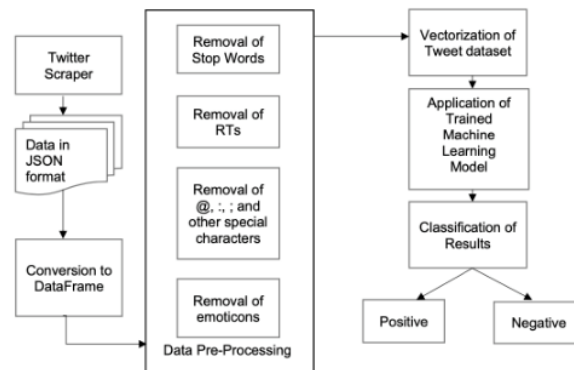 Twitter
Scraper
Data in
JSON
format
Conversion to
DataFrame
Removal of
Stop Words
Removal of
RTs
Removal of
@, :, ; and
other special
characters
Removal of
emoticons
Data Pre-Processing
Vectorization of
Tweet dataset
Application of
Trained
Machine
Learning
Model
Classification of
Results
Positive
Negative